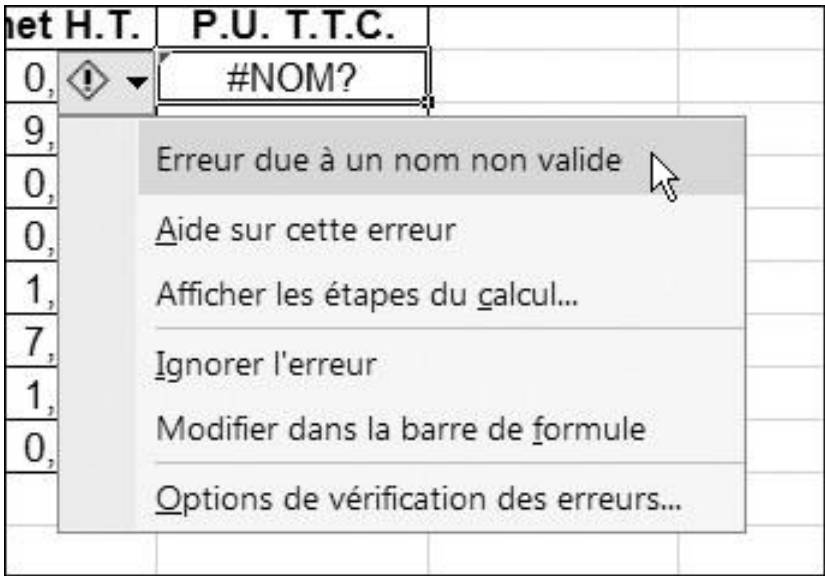 net H.T. P.U. T.T.C.
0, #NOM?
9,
Erreur due à un nom non valide
0,
0, Aide sur cette erreur
1, Afficher les étapes du calcul...
7, Ignorer l'erreur
1,
Modifier dans la barre de formule
0,
Options de vérification des erreurs...